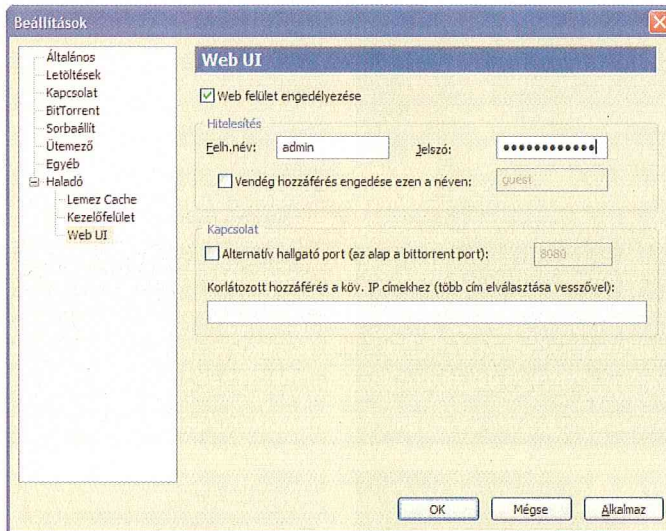 Beállítások
Általános
Letöltések
Kapcsolat
BitTorrent
Sorbaállít
Ütemező
Egyéb
Haladó
Lemez Cache
Kezelőfelület
Web UI
Web UI
Web felület engedélyezése
Hitelesítés
Felh.név: admin Jelszó: ●●●●●●●●●●●●
Vendég hozzáférés engedése ezen a néven: guest
Kapcsolat
Alternatív hallgató port (az alap a bittorrent port): 8080
Korlátozott hozzáférés a köv. IP címekhez (több cím elválasztása vesszővel):
OK Mégse Alkalmaz